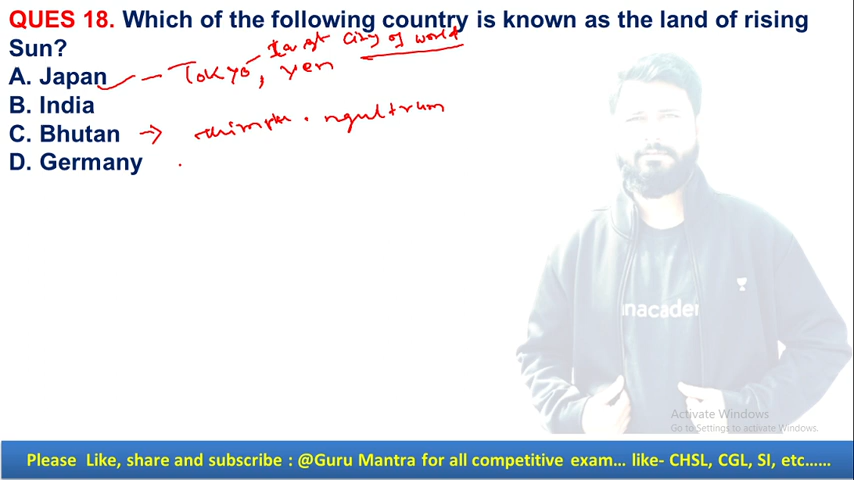 QUES 18. Which of the following country is known as the land of rising
Sun?
largest city of world
A. Japan - Tokyo, yen
B. India
C. Bhutan → ngultrum
D. Germany
anacadem
Activate Windows
Go to Settings to activate Windows.
Please Like, share and subscribe : @Guru Mantra for all competitive exam... like- CHSL, CGL, SI, etc......